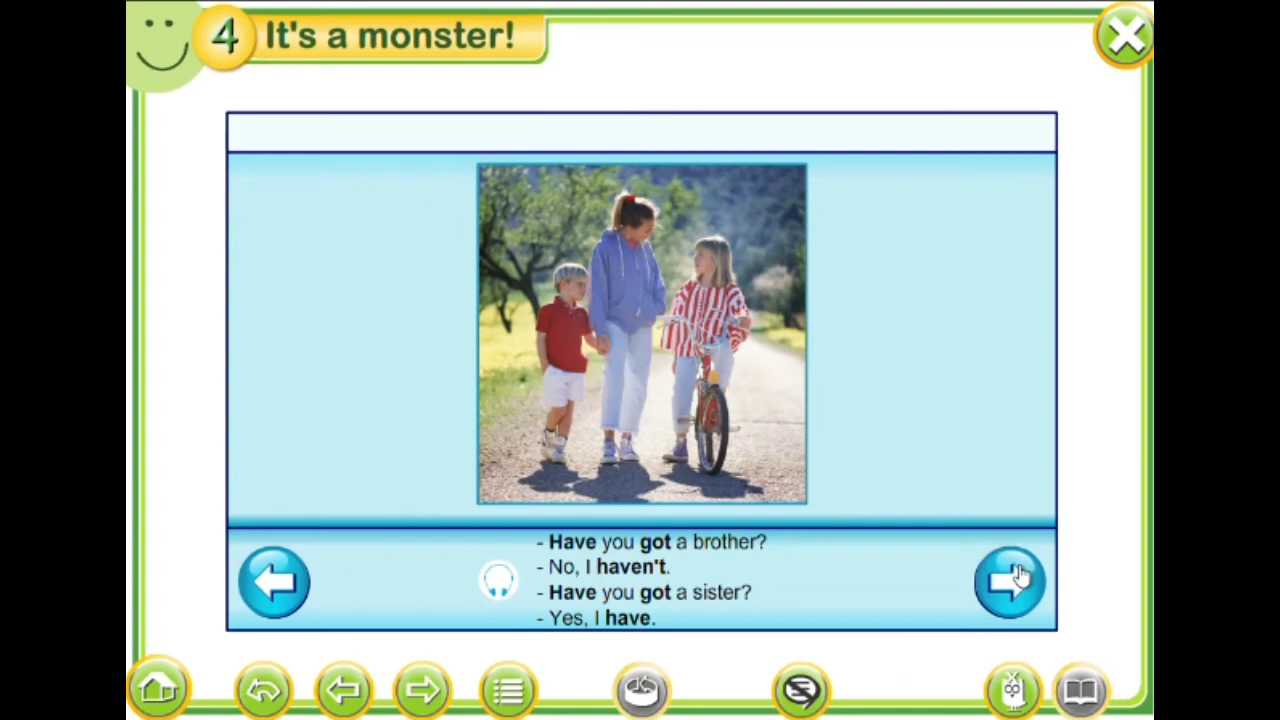 4 It's a monster!
- Have you got a brother?
- No, I haven't.
- Have you got a sister?
- Yes, I have.